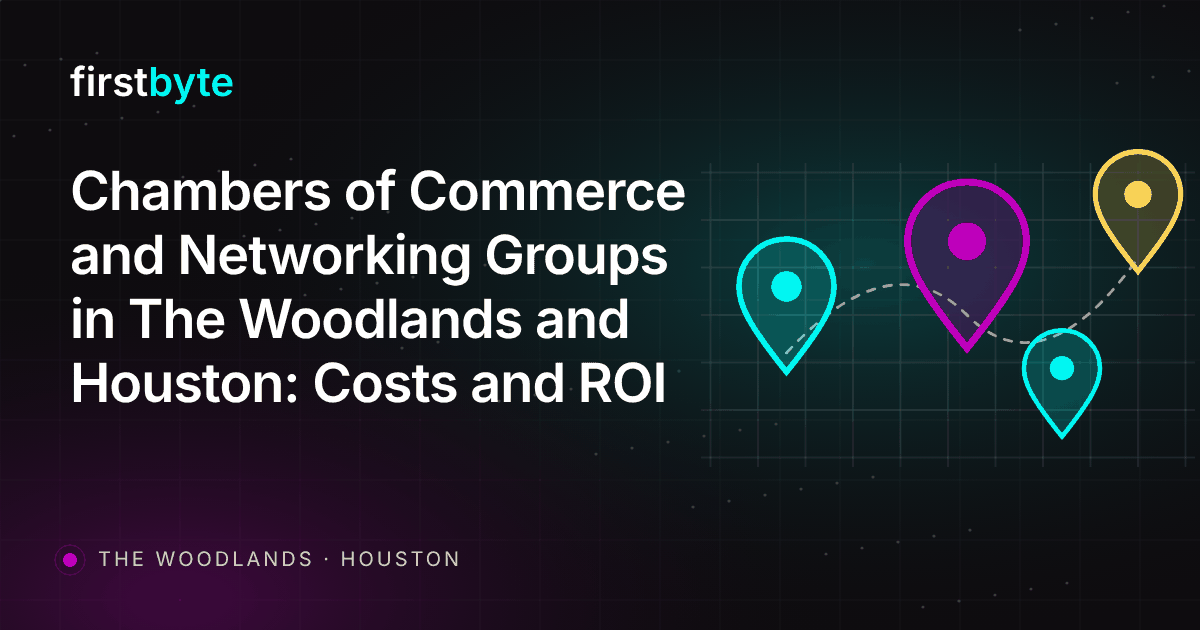 firstbyte
Chambers of Commerce
and Networking Groups
in The Woodlands and
Houston: Costs and ROI
THE WOODLANDS · HOUSTON